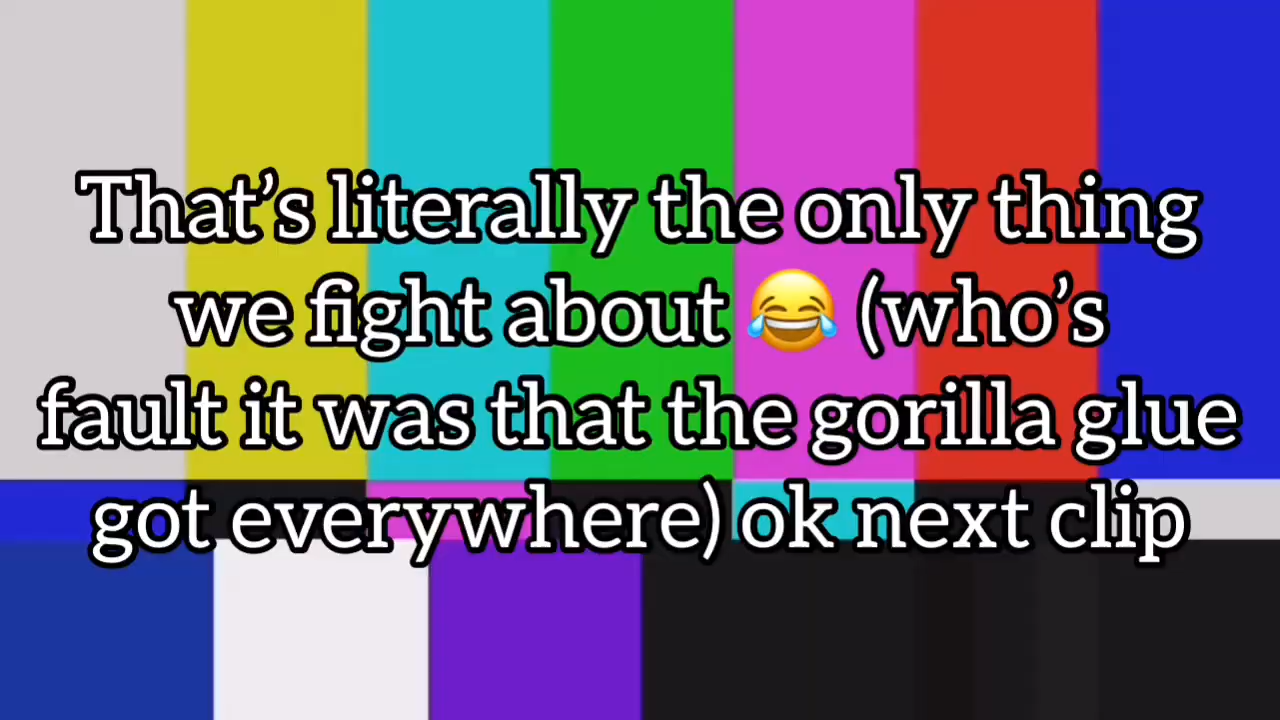 That’s literally the only thing
we fight about 😂 (who’s
fault it was that the gorilla glue
got everywhere) ok next clip